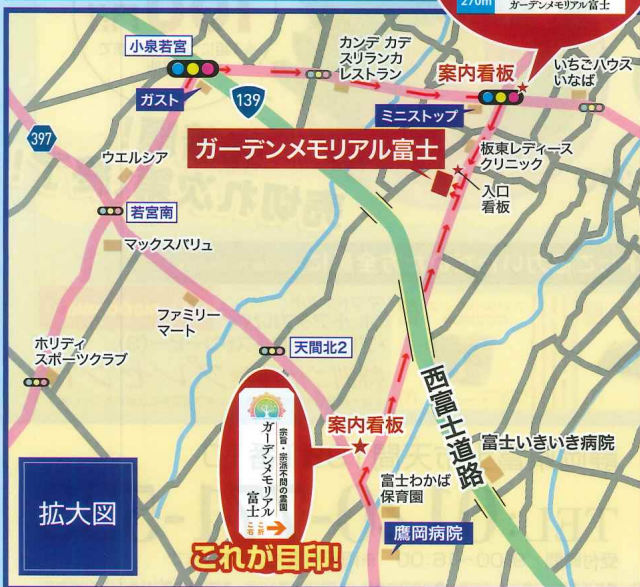 270m
ガーデンメモリアル富士
小泉若宮
カンデ カデ
スリランカ
レストラン
案内看板
いちごハウス
いなば
ガスト
139
ミニストップ
397
ウエルシア
ガーデンメモリアル富士
板東レディース
クリニック
入口
看板
若宮南
マックスバリュ
ファミリー
マート
天間北2
ホリデイ
スポーツクラブ
西富士道路
案内看板
宗旨・宗派不問の霊園
ガーデンメモリアル
富士
ここ右折
これが目印!
富士いきいき病院
富士わかば
保育園
鷹岡病院
拡大図